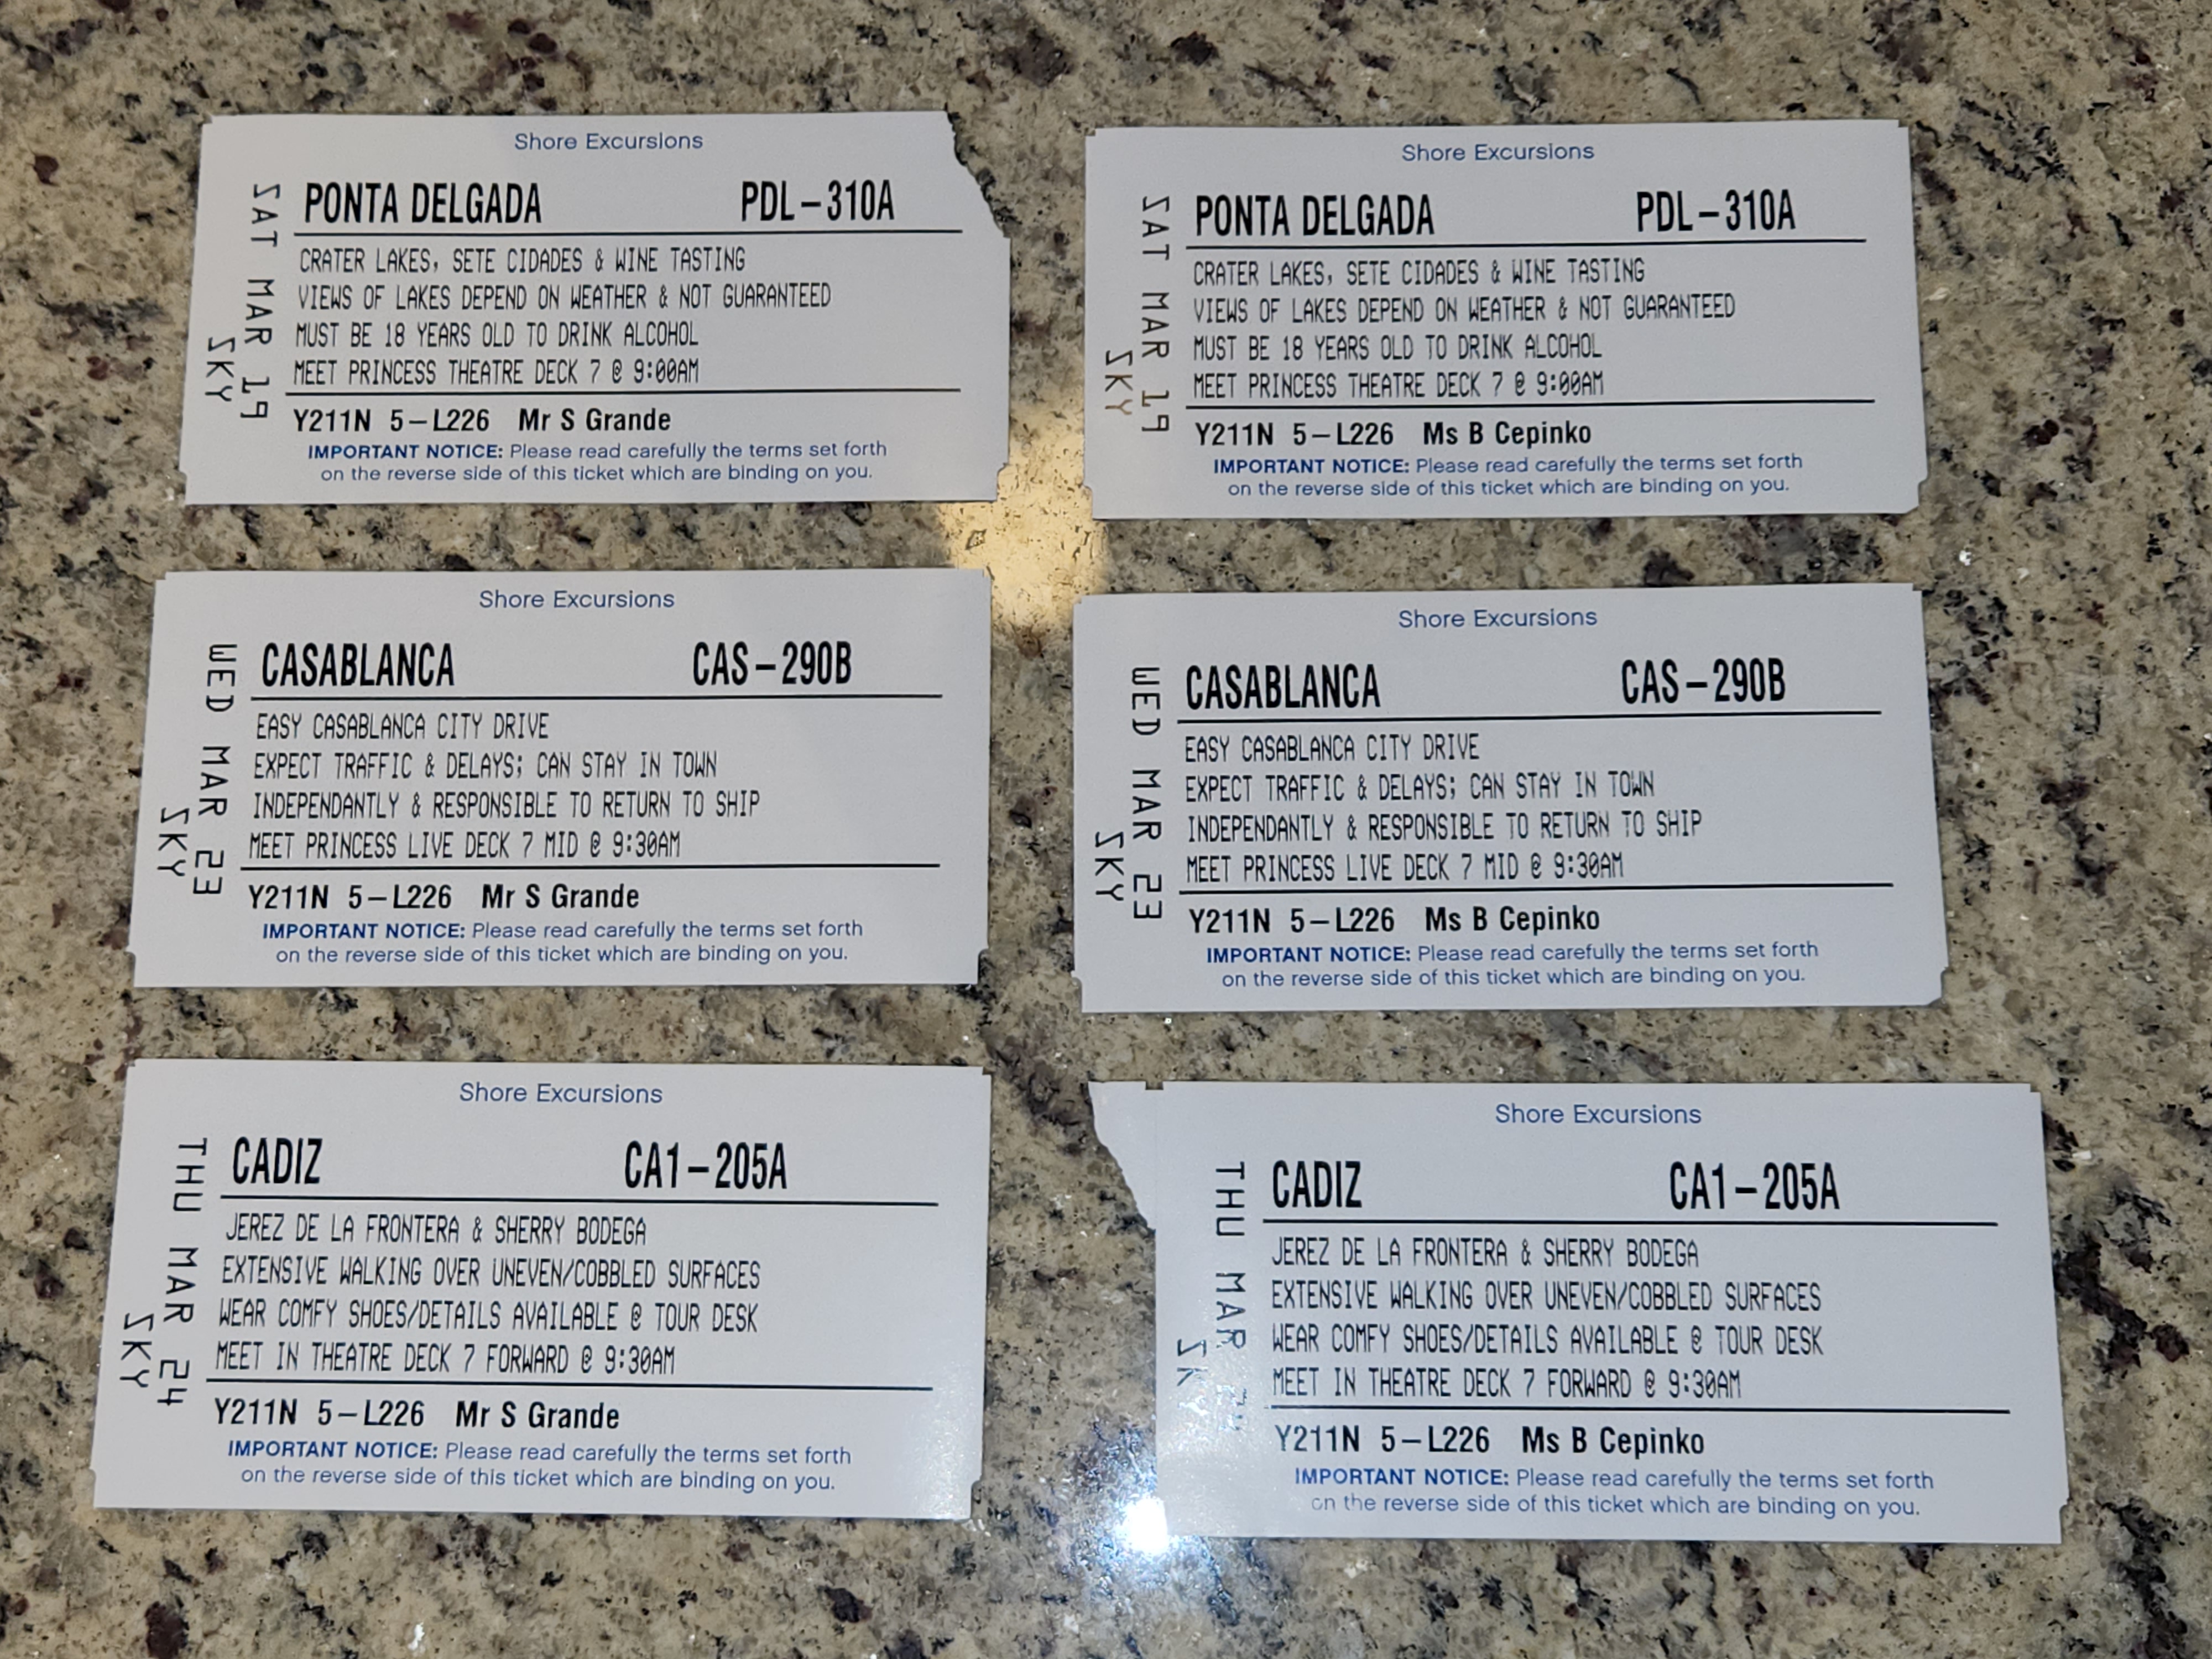 Shore Excursions
SAT MAR 19
SKY
PONTA DELGADA PDL-310A
CRATER LAKES, SETE CIDADES & WINE TASTING
VIEWS OF LAKES DEPEND ON WEATHER & NOT GUARANTEED
MUST BE 18 YEARS OLD TO DRINK ALCOHOL
MEET PRINCESS THEATRE DECK 7 @ 9:00AM
Y211N 5-L226 Mr S Grande
IMPORTANT NOTICE: Please read carefully the terms set forth
on the reverse side of this ticket which are binding on you.
Shore Excursions
SAT MAR 19
SKY
PONTA DELGADA PDL-310A
CRATER LAKES, SETE CIDADES & WINE TASTING
VIEWS OF LAKES DEPEND ON WEATHER & NOT GUARANTEED
MUST BE 18 YEARS OLD TO DRINK ALCOHOL
MEET PRINCESS THEATRE DECK 7 @ 9:00AM
Y211N 5-L226 Ms B Cepinko
IMPORTANT NOTICE: Please read carefully the terms set forth
on the reverse side of this ticket which are binding on you.
Shore Excursions
WED MAR 23
SKY
CASABLANCA CAS-290B
EASY CASABLANCA CITY DRIVE
EXPECT TRAFFIC & DELAYS; CAN STAY IN TOWN
INDEPENDANTLY & RESPONSIBLE TO RETURN TO SHIP
MEET PRINCESS LIVE DECK 7 MID @ 9:30AM
Y211N 5-L226 Mr S Grande
IMPORTANT NOTICE: Please read carefully the terms set forth
on the reverse side of this ticket which are binding on you.
Shore Excursions
WED MAR 23
SKY
CASABLANCA CAS-290B
EASY CASABLANCA CITY DRIVE
EXPECT TRAFFIC & DELAYS; CAN STAY IN TOWN
INDEPENDANTLY & RESPONSIBLE TO RETURN TO SHIP
MEET PRINCESS LIVE DECK 7 MID @ 9:30AM
Y211N 5-L226 Ms B Cepinko
IMPORTANT NOTICE: Please read carefully the terms set forth
on the reverse side of this ticket which are binding on you.
Shore Excursions
THU MAR 24
SKY
CADIZ CA1-205A
JEREZ DE LA FRONTERA & SHERRY BODEGA
EXTENSIVE WALKING OVER UNEVEN/COBBLED SURFACES
WEAR COMFY SHOES/DETAILS AVAILABLE @ TOUR DESK
MEET IN THEATRE DECK 7 FORWARD @ 9:30AM
Y211N 5-L226 Mr S Grande
IMPORTANT NOTICE: Please read carefully the terms set forth
on the reverse side of this ticket which are binding on you.
Shore Excursions
THU MAR
CADIZ CA1-205A
JEREZ DE LA FRONTERA & SHERRY BODEGA
EXTENSIVE WALKING OVER UNEVEN/COBBLED SURFACES
WEAR COMFY SHOES/DETAILS AVAILABLE @ TOUR DESK
MEET IN THEATRE DECK 7 FORWARD @ 9:30AM
Y211N 5-L226 Ms B Cepinko
IMPORTANT NOTICE: Please read carefully the terms set forth
on the reverse side of this ticket which are binding on you.